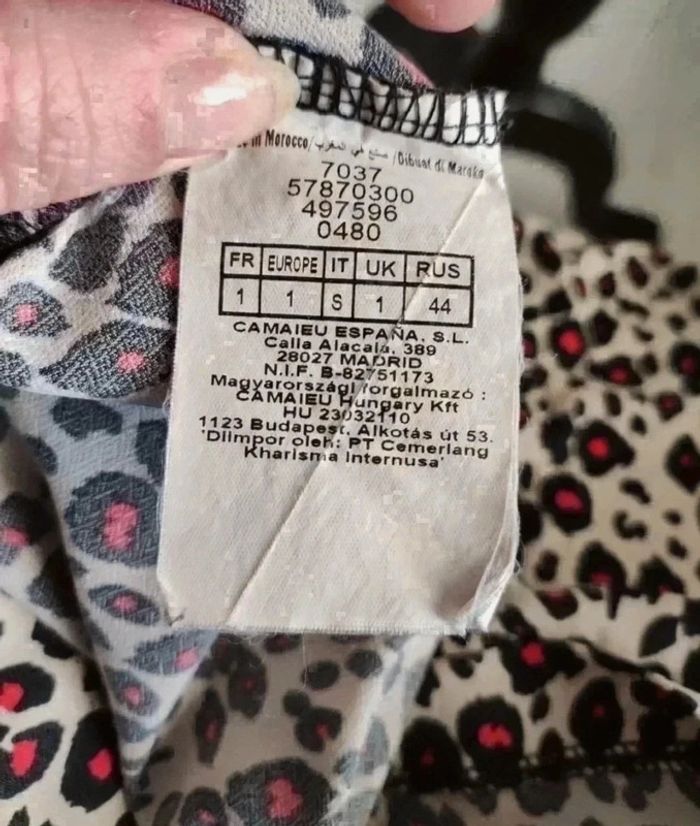 in Morocco/صنع في المغرب/Dibuat di Maroko
7037
57870300
497596
0480
FR EUROPE IT UK RUS
1 1 S 1 44
CAMAIEU ESPAÑA, S.L.
Calla Alacala, 389
28027 MADRID
N.I.F. B-82751173
Magyarországi forgalmazó :
CAMAIEU Hungary Kft
HU 23032110
1123 Budapest. Alkotás út 53.
'Diimpor oleh: PT Cemerlang
Kharisma Internusa'